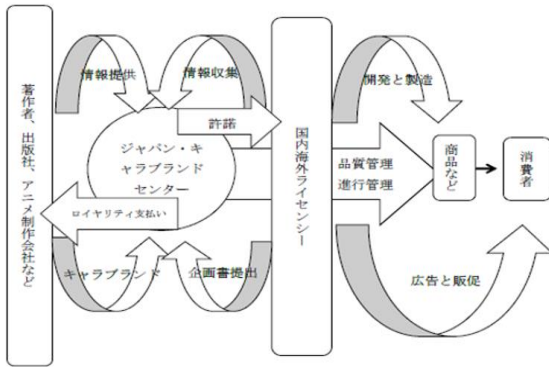 著作者、出版社、アニメ制作会社など
情報提供
情報収集
許諾
ジャパン・キ
ャラブランド
センター
ロイヤリティ支払い
キャラブランド
企画書提出
国内海外ライセンシー
開発と製造
品質管理
進行管理
商品など
消費者
広告と販促